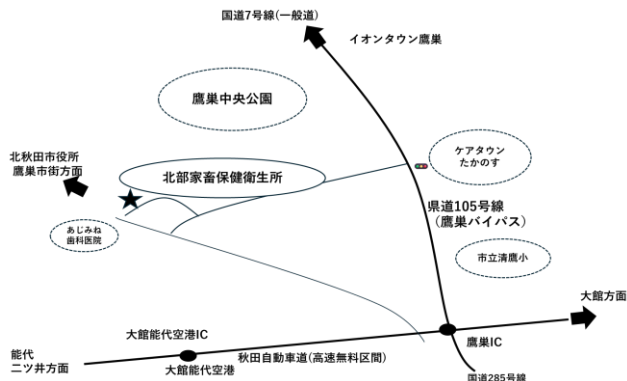 国道7号線(一般道)
イオンタウン鷹巣
鷹巣中央公園
ケアタウン
たかのす
北秋田市役所
鷹巣市街方面
北部家畜保健衛生所
県道105号線
（鷹巣バイパス）
あじみね
歯科医院
市立清鷹小
大館方面
大館能代空港IC
鷹巣IC
能代
二ツ井方面
秋田自動車道(高速無料区間)
大館能代空港
国道285号線